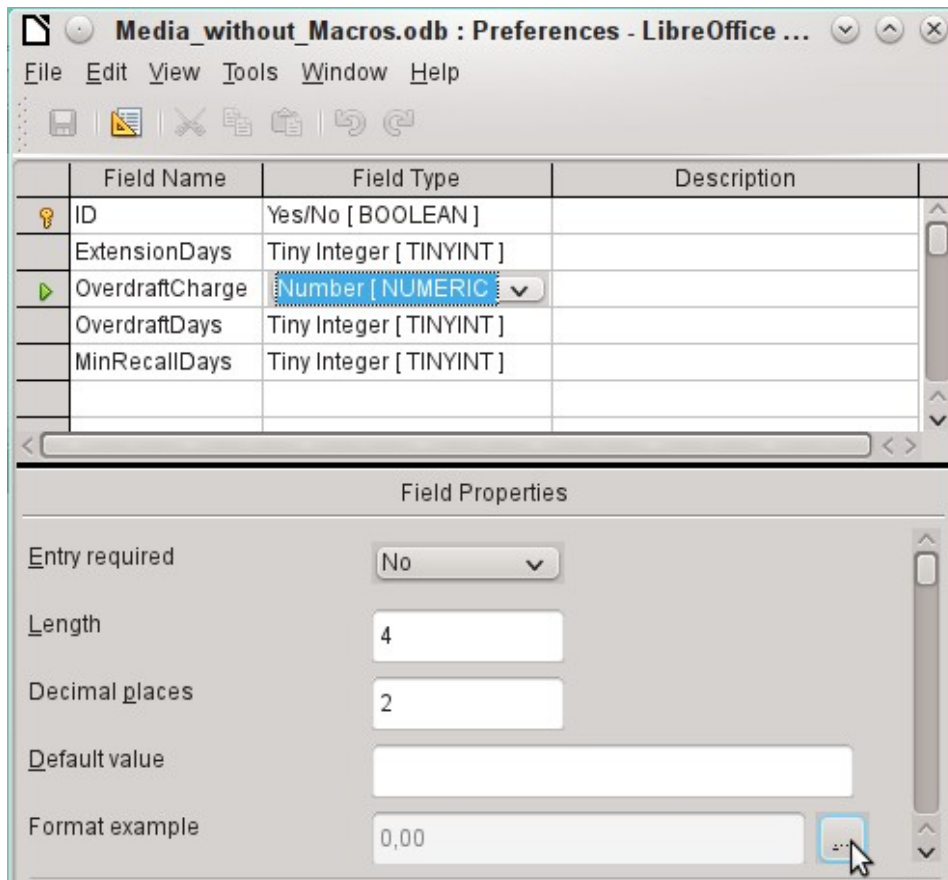 Media_without_Macros.odb : Preferences - LibreOffice ...
File Edit View Tools Window Help
Field Name Field Type Description
ID Yes/No [ BOOLEAN ]
ExtensionDays Tiny Integer [ TINYINT ]
OverdraftCharge Number [ NUMERIC
OverdraftDays Tiny Integer [ TINYINT ]
MinRecallDays Tiny Integer [ TINYINT ]
Field Properties
Entry required No
Length 4
Decimal places 2
Default value
Format example 0,00 ...